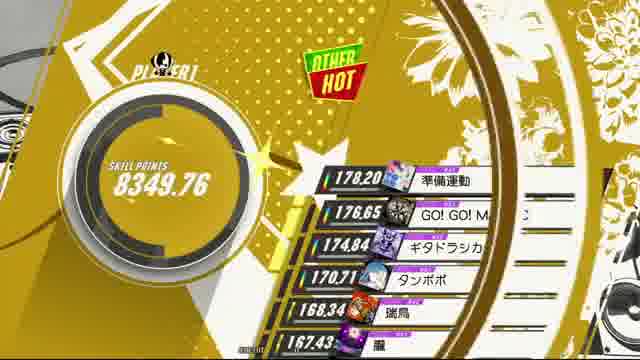 PLAYER1
OTHER
HOT
SKILL POINTS
8349.76
178,20 準備運動
176,65 GO! GO! MA
174,84 ギタドラシカ
170,71 タンポポ
168,34 瑞鳥
167,43 朧